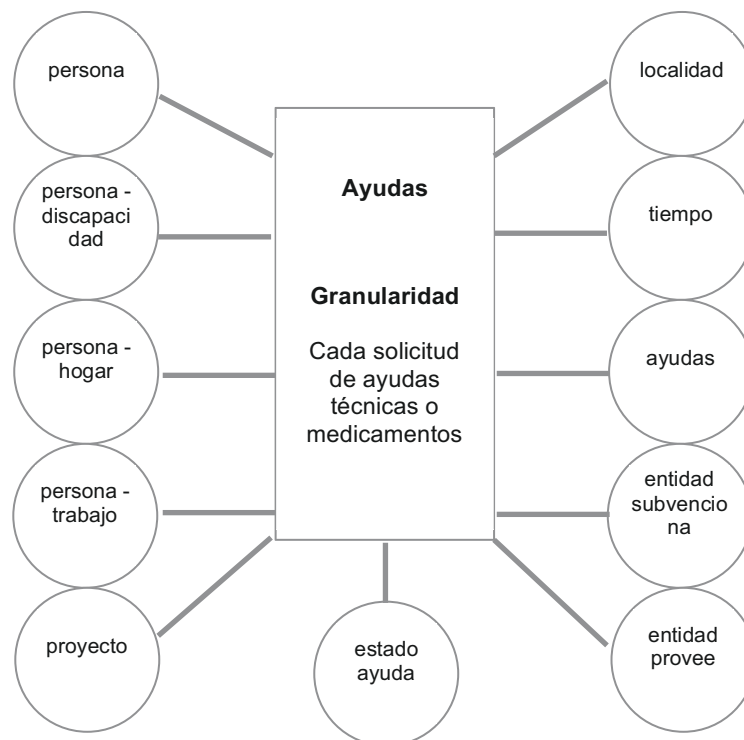 persona
persona -
discapaci
dad
persona -
hogar
persona -
trabajo
proyecto
Ayudas
Granularidad
Cada solicitud
de ayudas
técnicas o
medicamentos
estado
ayuda
localidad
tiempo
ayudas
entidad
subvencio
na
entidad
provee